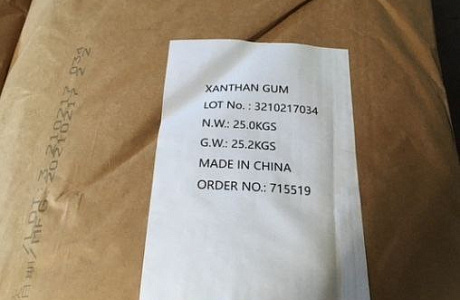 XANTHAN GUM
LOT No. : 3210217034
N.W.: 25.0KGS
G.W.: 25.2KGS
MADE IN CHINA
ORDER NO.: 715519